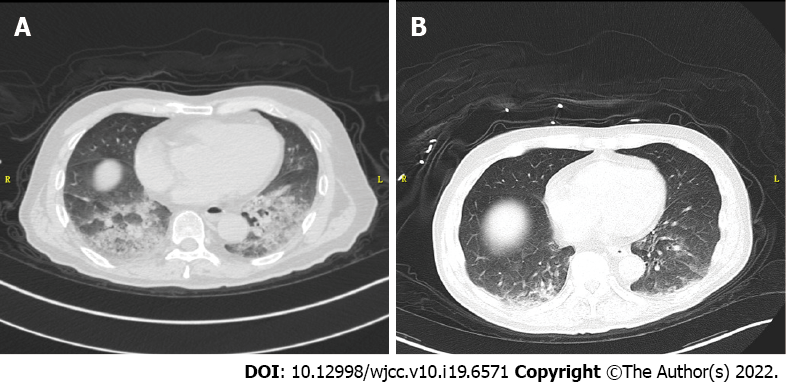 A
B
R
L
R
L
DOI: 10.12998/wjcc.v10.i19.6571 Copyright ©The Author(s) 2022.